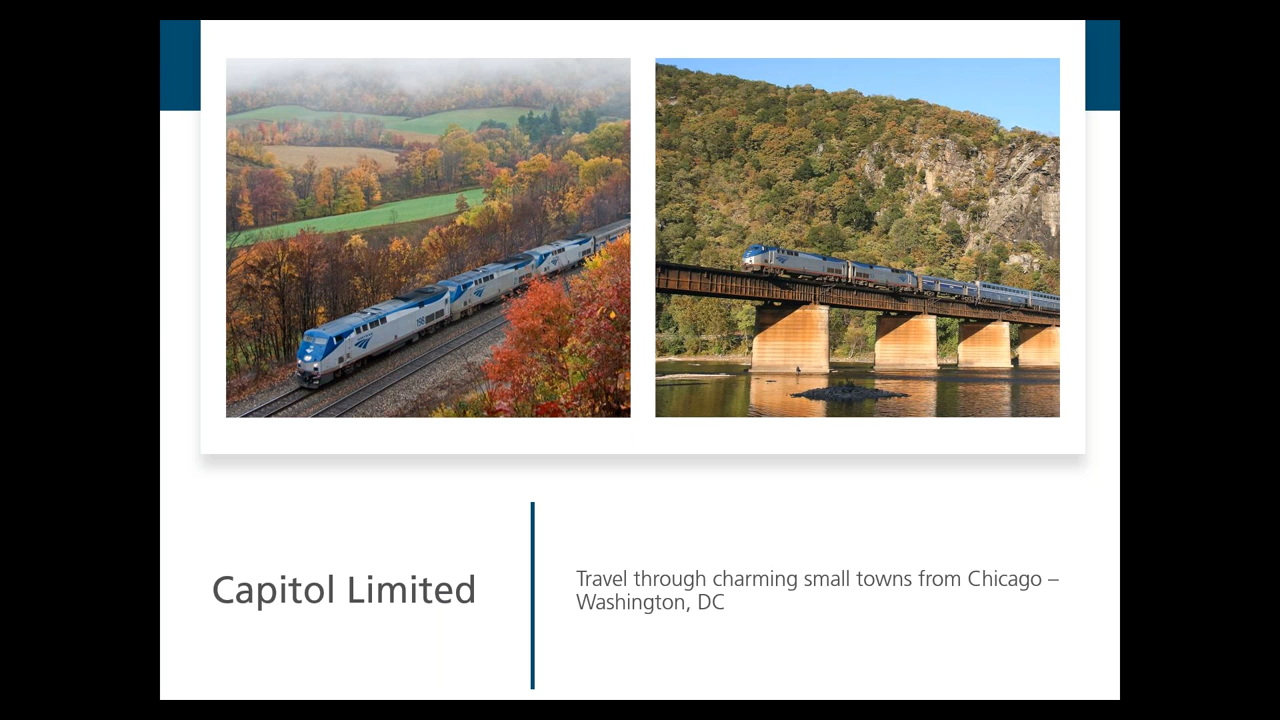 Capitol Limited
Travel through charming small towns from Chicago –
Washington, DC